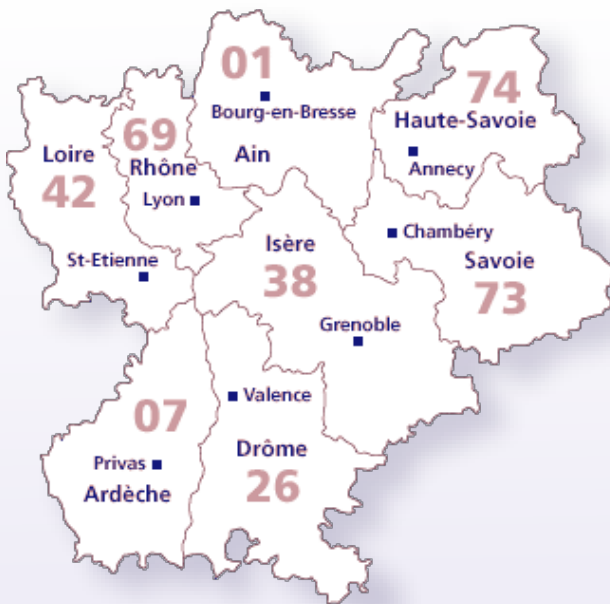 01
Bourg-en-Bresse
Ain
74
Haute-Savoie
Annecy
69
Rhône
Lyon
Loire
42
St-Etienne
Chambéry
Savoie
73
Isère
38
Grenoble
07
Privas
Ardèche
Valence
Drôme
26